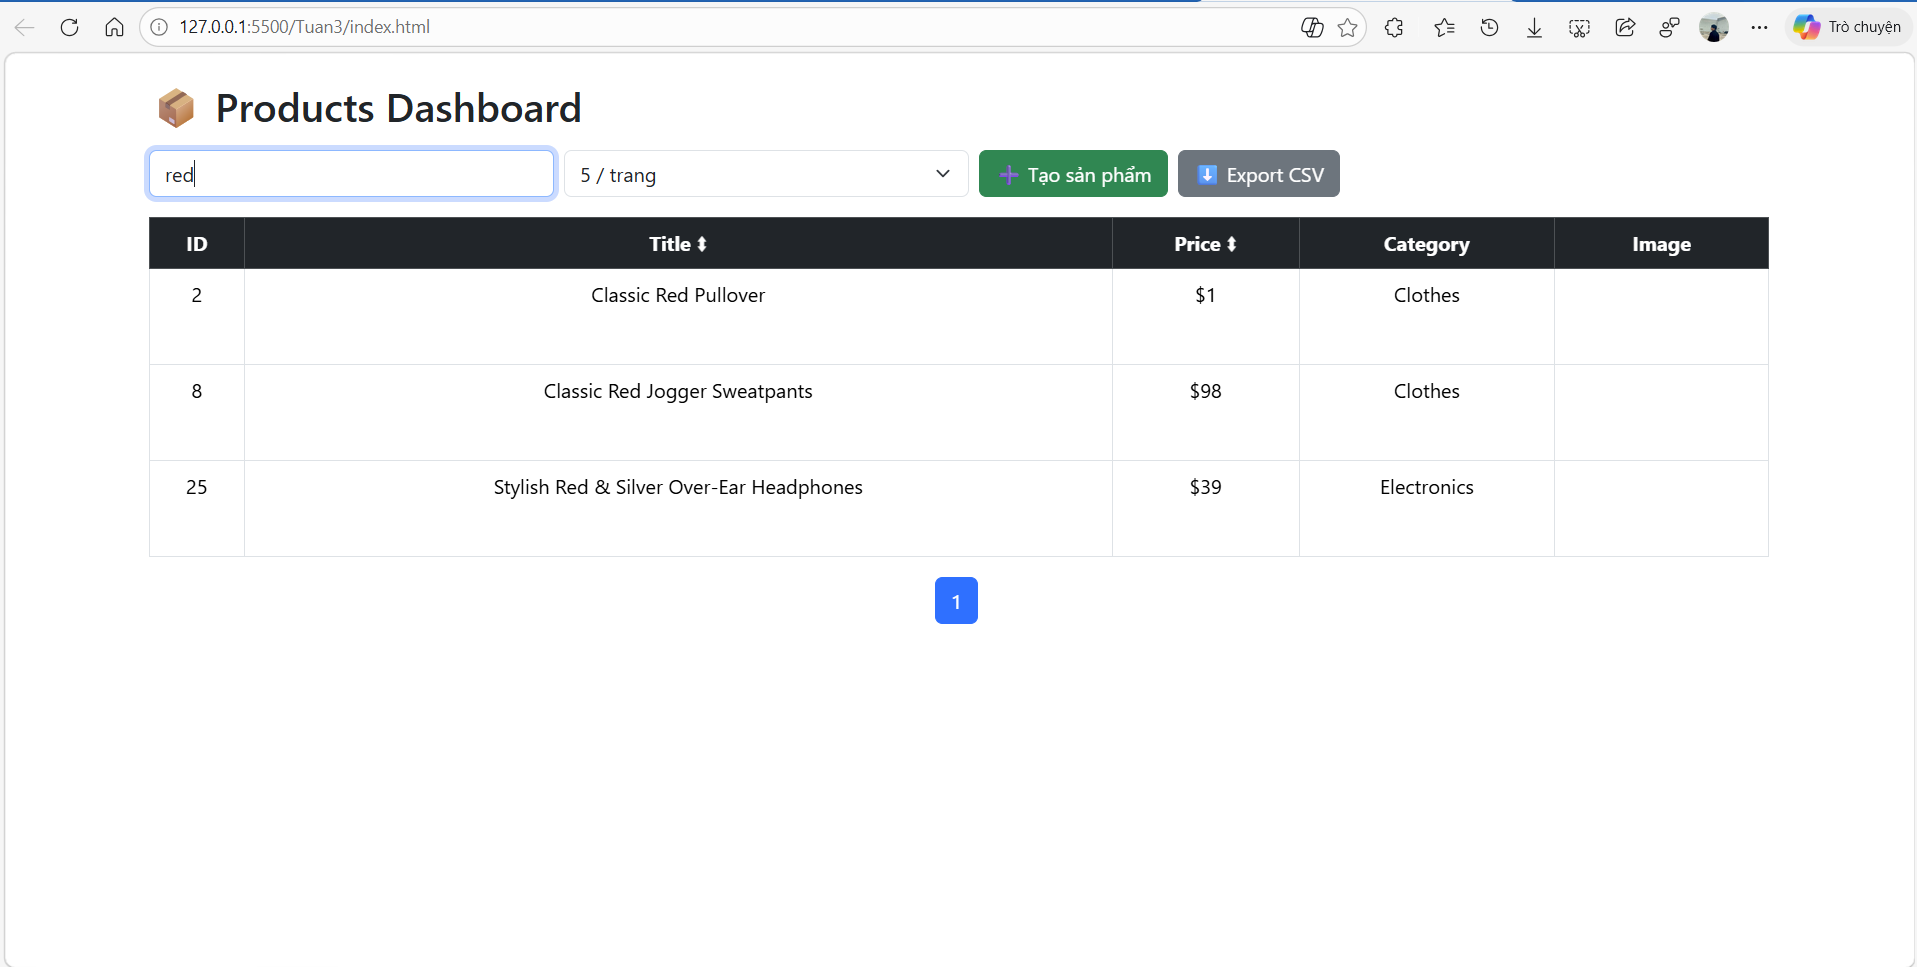 127.0.0.1:5500/Tuan3/index.html
Trò chuyện
Products Dashboard
red
5 / trang
Tạo sản phẩm
Export CSV
ID Title Price Category Image
2 Classic Red Pullover $1 Clothes
8 Classic Red Jogger Sweatpants $98 Clothes
25 Stylish Red & Silver Over-Ear Headphones $39 Electronics
1